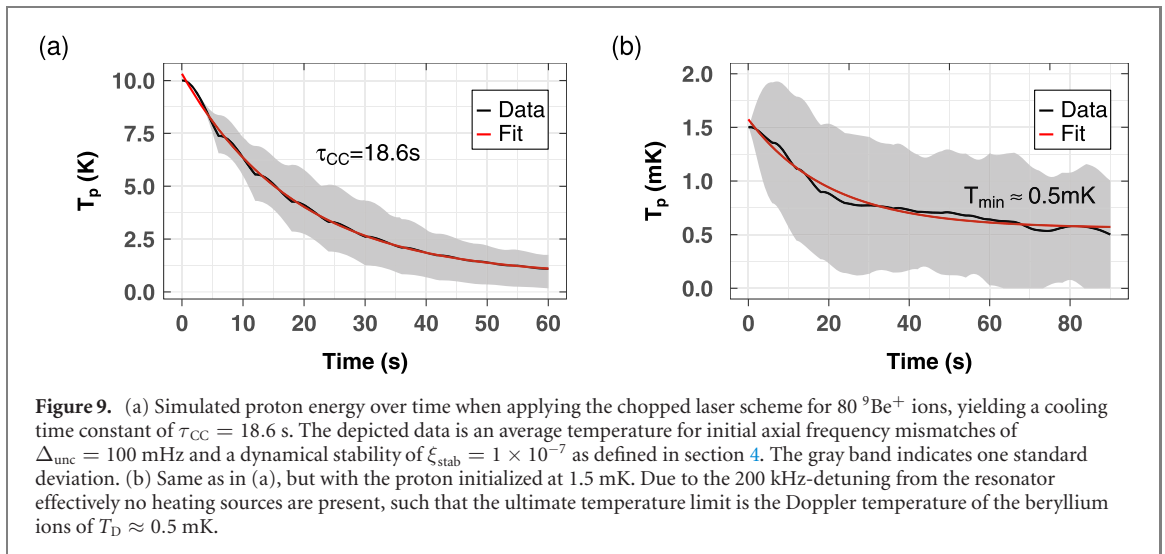 (a)
10.0
7.5
5.0
2.5
0.0
T_p (K)
Data
Fit
τ_CC=18.6s
0 10 20 30 40 50 60
Time (s)
(b)
2.0
1.5
1.0
0.5
0.0
T_p (mK)
Data
Fit
T_min ≈ 0.5mK
0 20 40 60 80
Time (s)
Figure 9. (a) Simulated proton energy over time when applying the chopped laser scheme for 80 ⁹Be⁺ ions, yielding a cooling
time constant of τ_CC = 18.6 s. The depicted data is an average temperature for initial axial frequency mismatches of
Δ_unc = 100 mHz and a dynamical stability of ξ_stab = 1 × 10⁻⁷ as defined in section 4. The gray band indicates one standard
deviation. (b) Same as in (a), but with the proton initialized at 1.5 mK. Due to the 200 kHz-detuning from the resonator
effectively no heating sources are present, such that the ultimate temperature limit is the Doppler temperature of the beryllium
ions of T_D ≈ 0.5 mK.